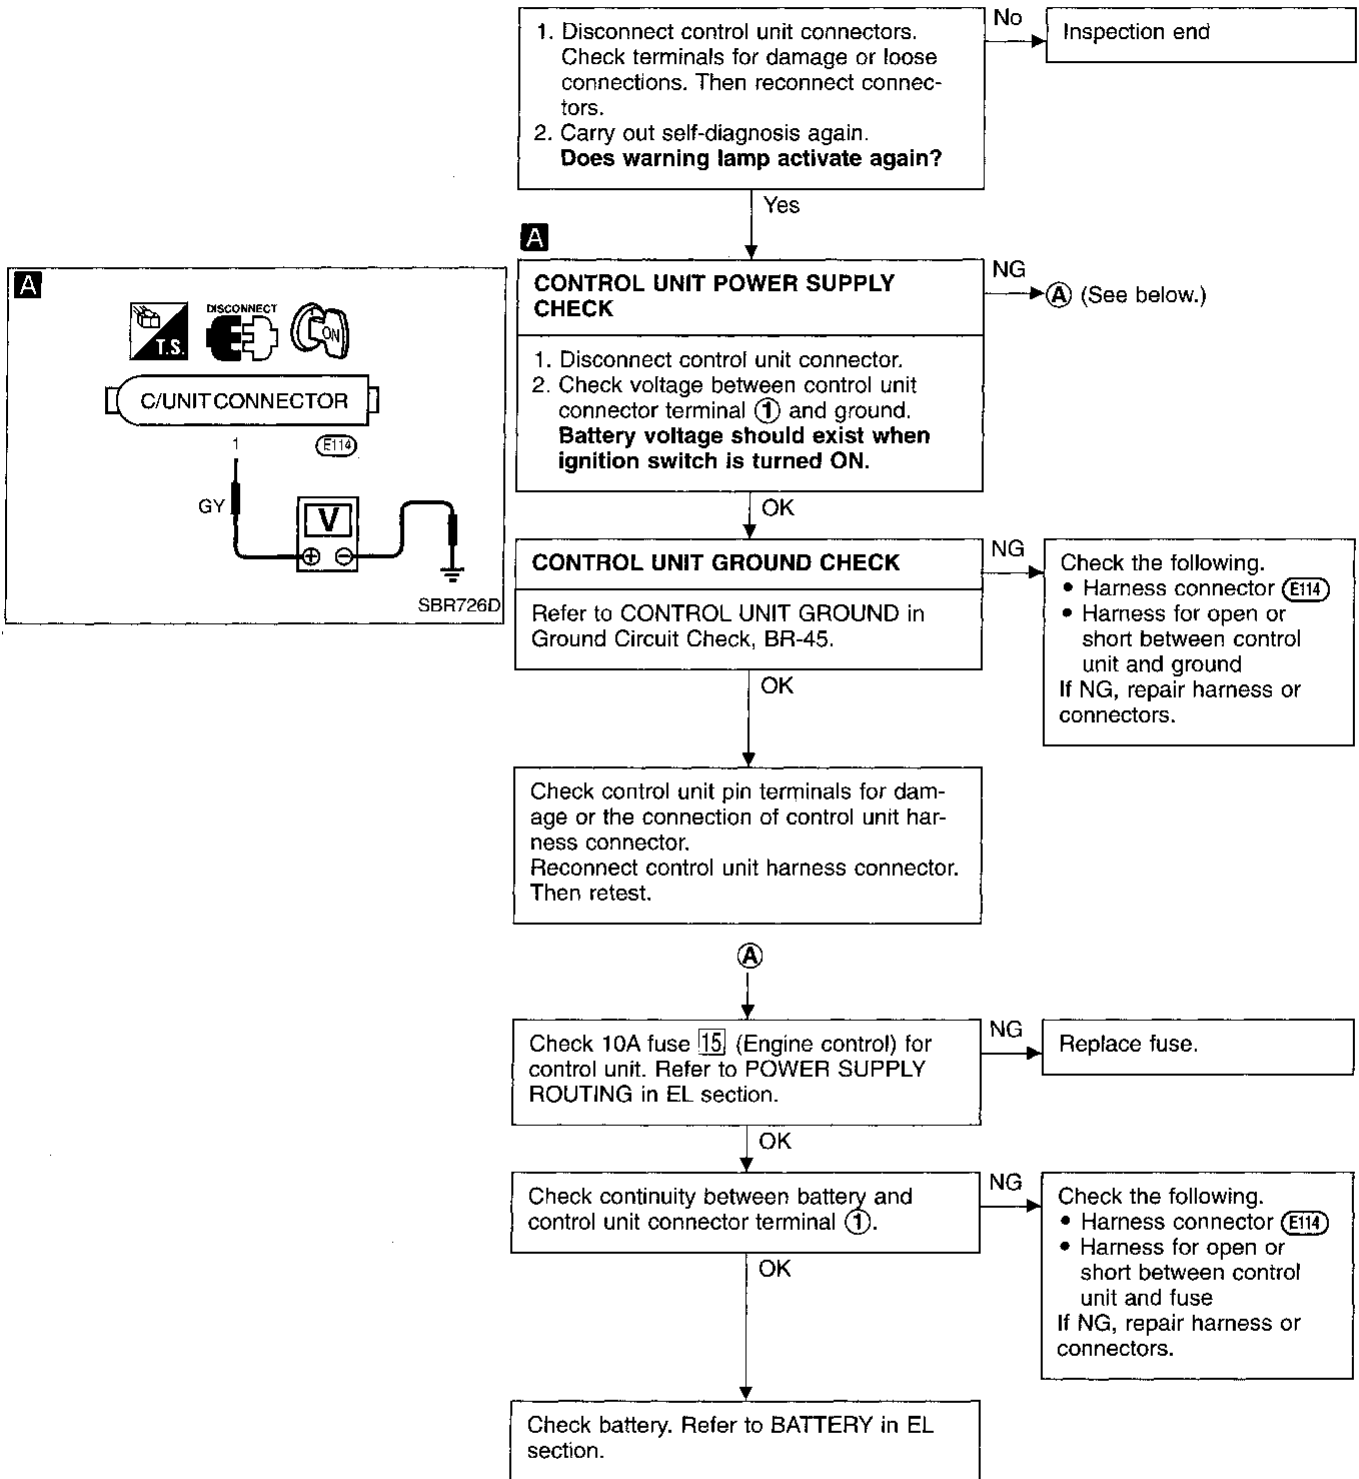 1. Disconnect control unit connectors.
Check terminals for damage or loose
connections. Then reconnect connec-
tors.
2. Carry out self-diagnosis again.
Does warning lamp activate again?
No
Inspection end
Yes
A
CONTROL UNIT POWER SUPPLY
CHECK
1. Disconnect control unit connector.
2. Check voltage between control unit
connector terminal ① and ground.
Battery voltage should exist when
ignition switch is turned ON.
NG
Ⓐ (See below.)
A
T.S.
DISCONNECT
ON
C/UNIT CONNECTOR
1
E114
GY
V
⊕ ⊖
SBR726D
OK
CONTROL UNIT GROUND CHECK
Refer to CONTROL UNIT GROUND in
Ground Circuit Check, BR-45.
NG
Check the following.
• Harness connector E114
• Harness for open or
short between control
unit and ground
If NG, repair harness or
connectors.
OK
Check control unit pin terminals for dam-
age or the connection of control unit har-
ness connector.
Reconnect control unit harness connector.
Then retest.
Ⓐ
Check 10A fuse 15 (Engine control) for
control unit. Refer to POWER SUPPLY
ROUTING in EL section.
NG
Replace fuse.
OK
Check continuity between battery and
control unit connector terminal ①.
NG
Check the following.
• Harness connector E114
• Harness for open or
short between control
unit and fuse
If NG, repair harness or
connectors.
OK
Check battery. Refer to BATTERY in EL
section.